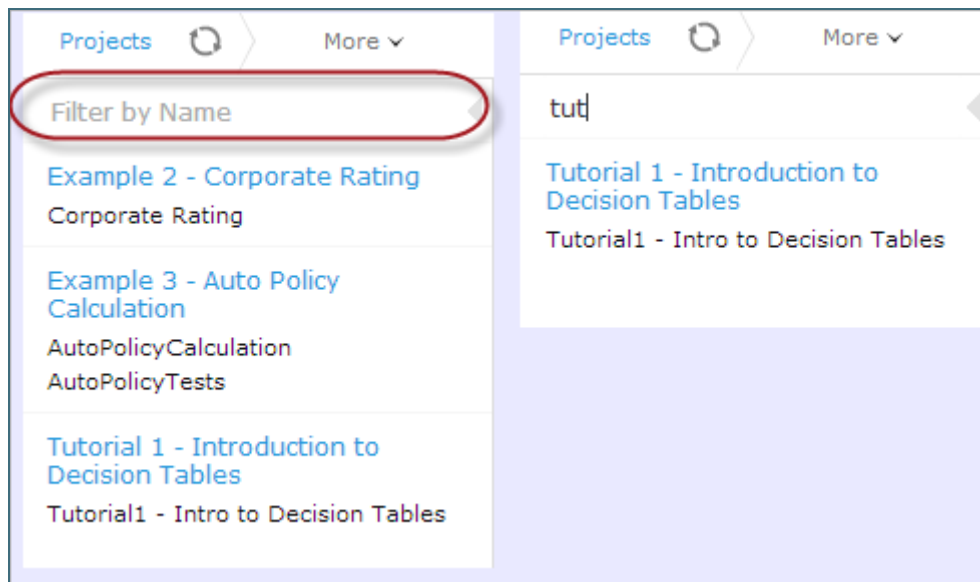 Projects More
Filter by Name
Example 2 - Corporate Rating
Corporate Rating
Example 3 - Auto Policy
Calculation
AutoPolicyCalculation
AutoPolicyTests
Tutorial 1 - Introduction to
Decision Tables
Tutorial1 - Intro to Decision Tables
Projects More
tut
Tutorial 1 - Introduction to
Decision Tables
Tutorial1 - Intro to Decision Tables